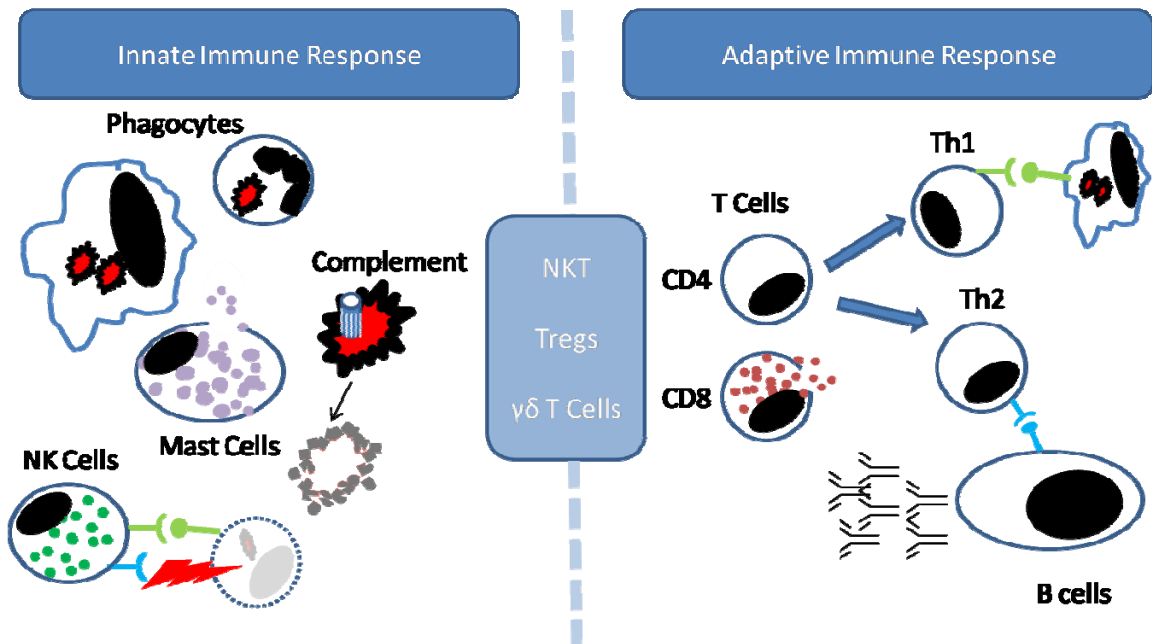 Innate Immune Response
Phagocytes
Complement
Mast Cells
NK Cells
NKT
Tregs
γδ T Cells
Adaptive Immune Response
Th1
T Cells
CD4
Th2
CD8
B cells